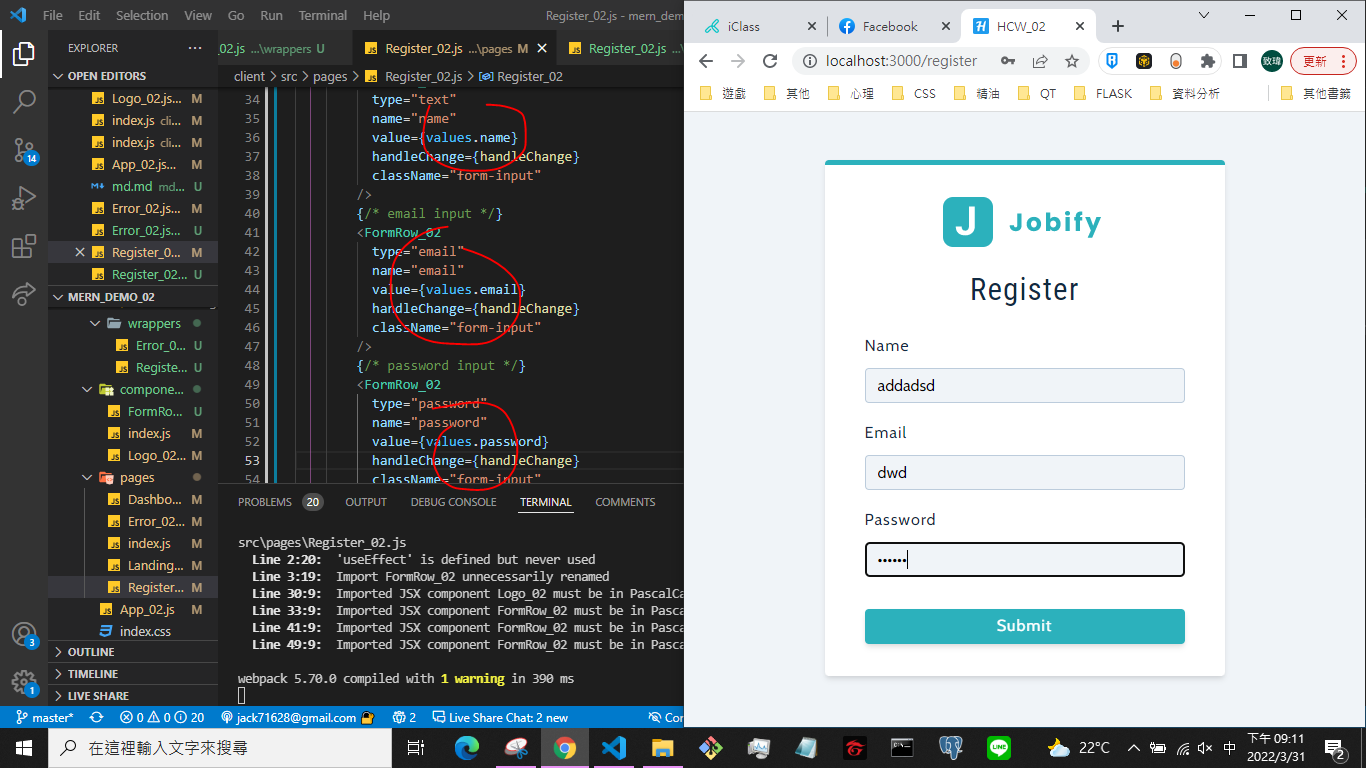 File Edit Selection View Go Run Terminal Help Register_02.js - mern_demo_02
EXPLORER
OPEN EDITORS
Logo_02.js... M
index.js cli... M
index.js cli... M
App_02.js... M
md.md md... U
Error_02.js... M
Error_02.js... U
Register_0... M
Register_02... U
MERN_DEMO_02
wrappers
Error_0... U
Registe... U
compone...
FormRo... U
index.js M
Logo_02... M
pages
Dashbo... M
Error_02... M
index.js M
Landing... M
Register... M
App_02.js M
index.css
OUTLINE
TIMELINE
LIVE SHARE
14
3
1
_02.js ...\wrappers U
Register_02.js ...\pages M
Register_02.js ...\
client > src > pages > Register_02.js > Register_02
34 type="text"
35 name="name"
36 value={values.name}
37 handleChange={handleChange}
38 className="form-input"
39 />
40 {/* email input */}
41 <FormRow_02
42 type="email"
43 name="email"
44 value={values.email}
45 handleChange={handleChange}
46 className="form-input"
47 />
48 {/* password input */}
49 <FormRow_02
50 type="password"
51 name="password"
52 value={values.password}
53 handleChange={handleChange}
54 className="form-input"
PROBLEMS 20 OUTPUT DEBUG CONSOLE TERMINAL COMMENTS
src\pages\Register_02.js
Line 2:20: 'useEffect' is defined but never used
Line 3:19: Import FormRow_02 unnecessarily renamed
Line 30:9: Imported JSX component Logo_02 must be in PascalCa
Line 33:9: Imported JSX component FormRow_02 must be in Pasca
Line 41:9: Imported JSX component FormRow_02 must be in Pasca
Line 49:9: Imported JSX component FormRow_02 must be in Pasca
webpack 5.70.0 compiled with 1 warning in 390 ms
master* 0 0 20 jack71628@gmail.com 2 Live Share Chat: 2 new Con
iClass Facebook HCW_02
localhost:3000/register 致瑋 更新
遊戲 其他 心理 CSS 精油 QT FLASK 資料分析 其他書籤
J Jobify
Register
Name
addadsd
Email
dwd
Password
••••••
Submit
在這裡輸入文字來搜尋
22°C 中 下午 09:11
2022/3/31
2